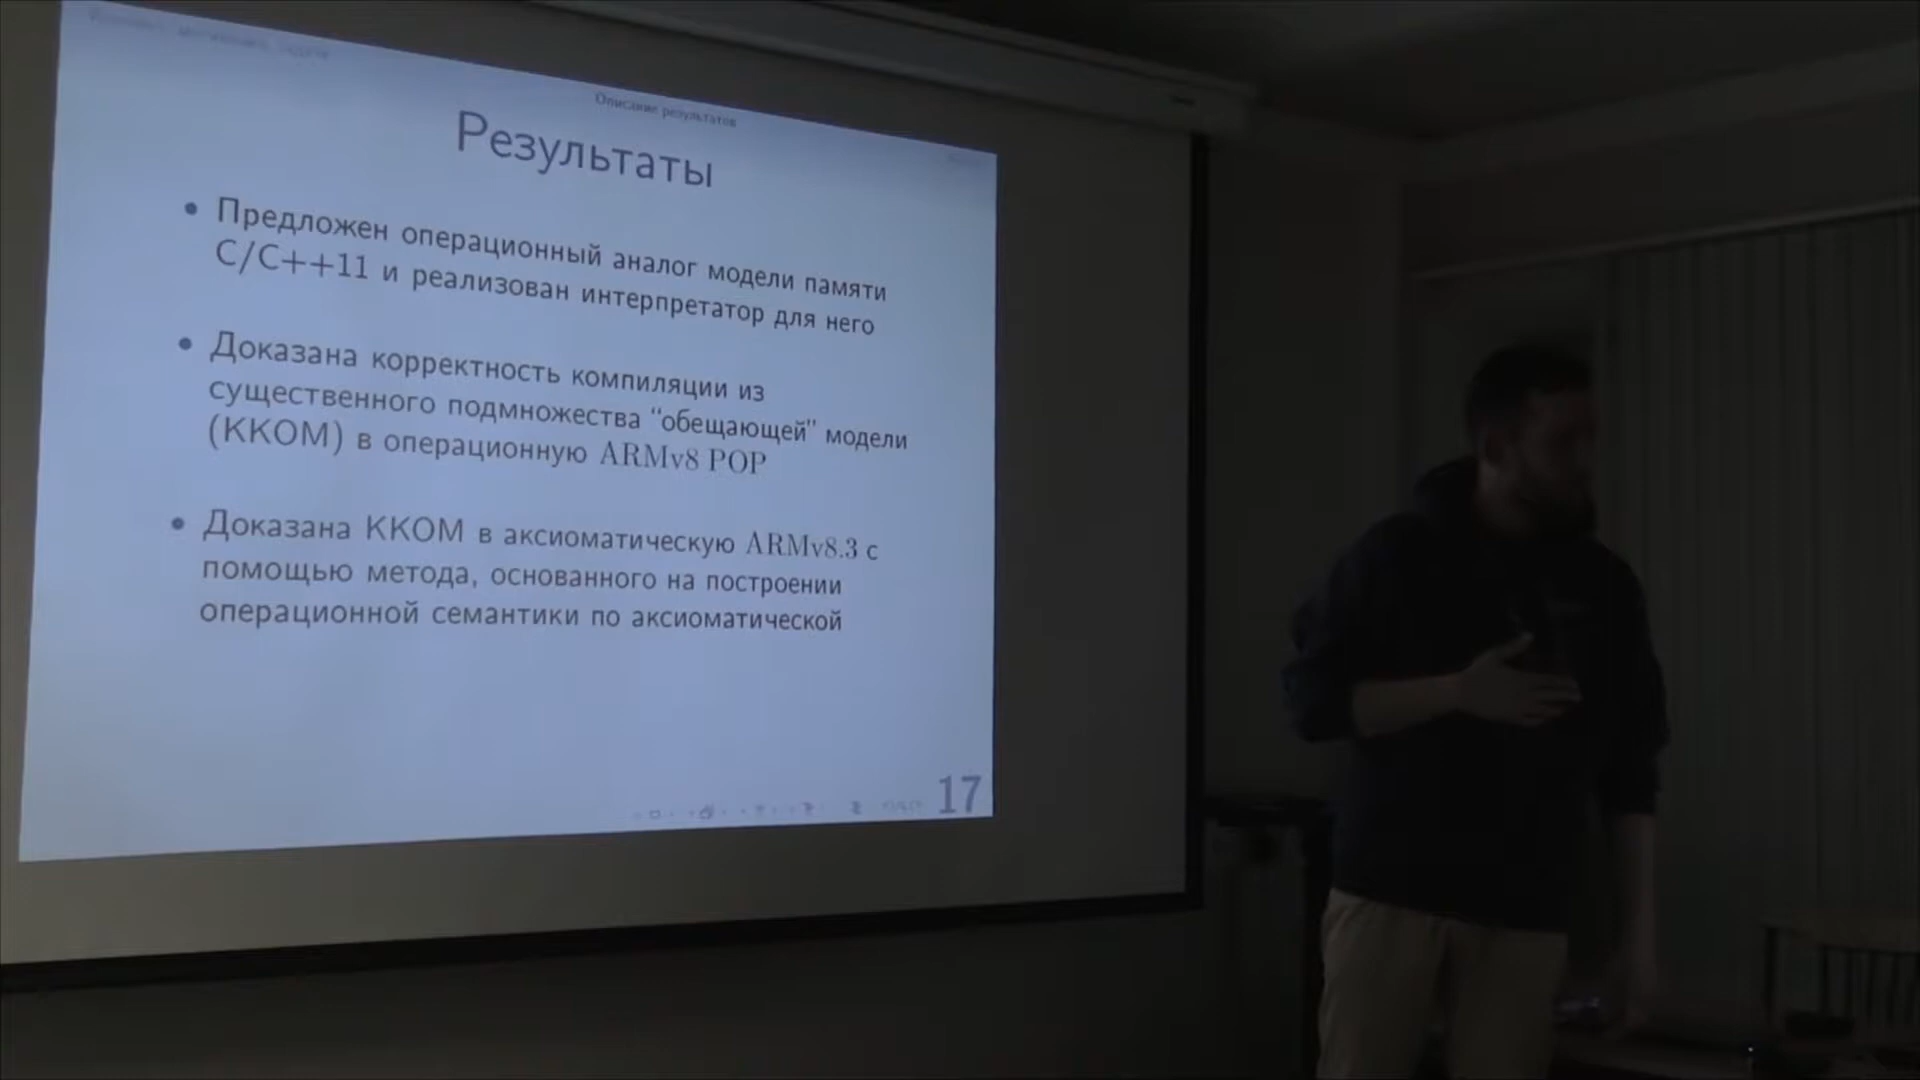 Описание результатов
Результаты
• Предложен операционный аналог модели памяти
C/C++11 и реализован интерпретатор для него
• Доказана корректность компиляции из
существенного подмножества “обещающей” модели
(ККОМ) в операционную ARMv8 POP
• Доказана ККОМ в аксиоматическую ARMv8.3 с
помощью метода, основанного на построении
операционной семантики по аксиоматической
17